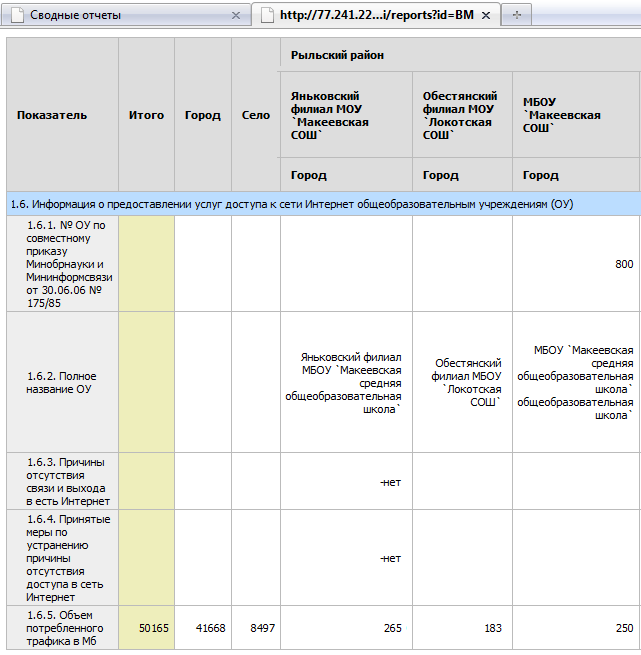 Сводные отчеты
http://77.241.22...i/reports?id=BM
Показатель
Итого
Город
Село
Рыльский район
Яньковский
филиал МОУ
`Макеевская
СОШ`
Обестянский
филиал МОУ
`Локотская
СОШ`
МБОУ
`Макеевская
СОШ`
Город
Город
Город
1.6. Информация о предоставлении услуг доступа к сети Интернет общеобразовательным учреждениям (ОУ)
1.6.1. № ОУ по
совместному
приказу
Минобрнауки и
Мининформсвязи
от 30.06.06 №
175/85
800
1.6.2. Полное
название ОУ
Яньковский филиал
МБОУ `Макеевская
средняя
общеобразовательная
школа`
Обестянский
филиал МБОУ
`Локотская
СОШ`
МБОУ `Макеевская
средняя
общеобразовательная
школа`
общеобразовательная
школа`
1.6.3. Причины
отсутствия
связи и выхода
в есть Интернет
-нет
1.6.4. Принятые
меры по
устранению
причины
отсутствия
доступа в сеть
Интернет
-нет
1.6.5. Объем
потребленного
трафика в Мб
50165
41668
8497
265
183
250